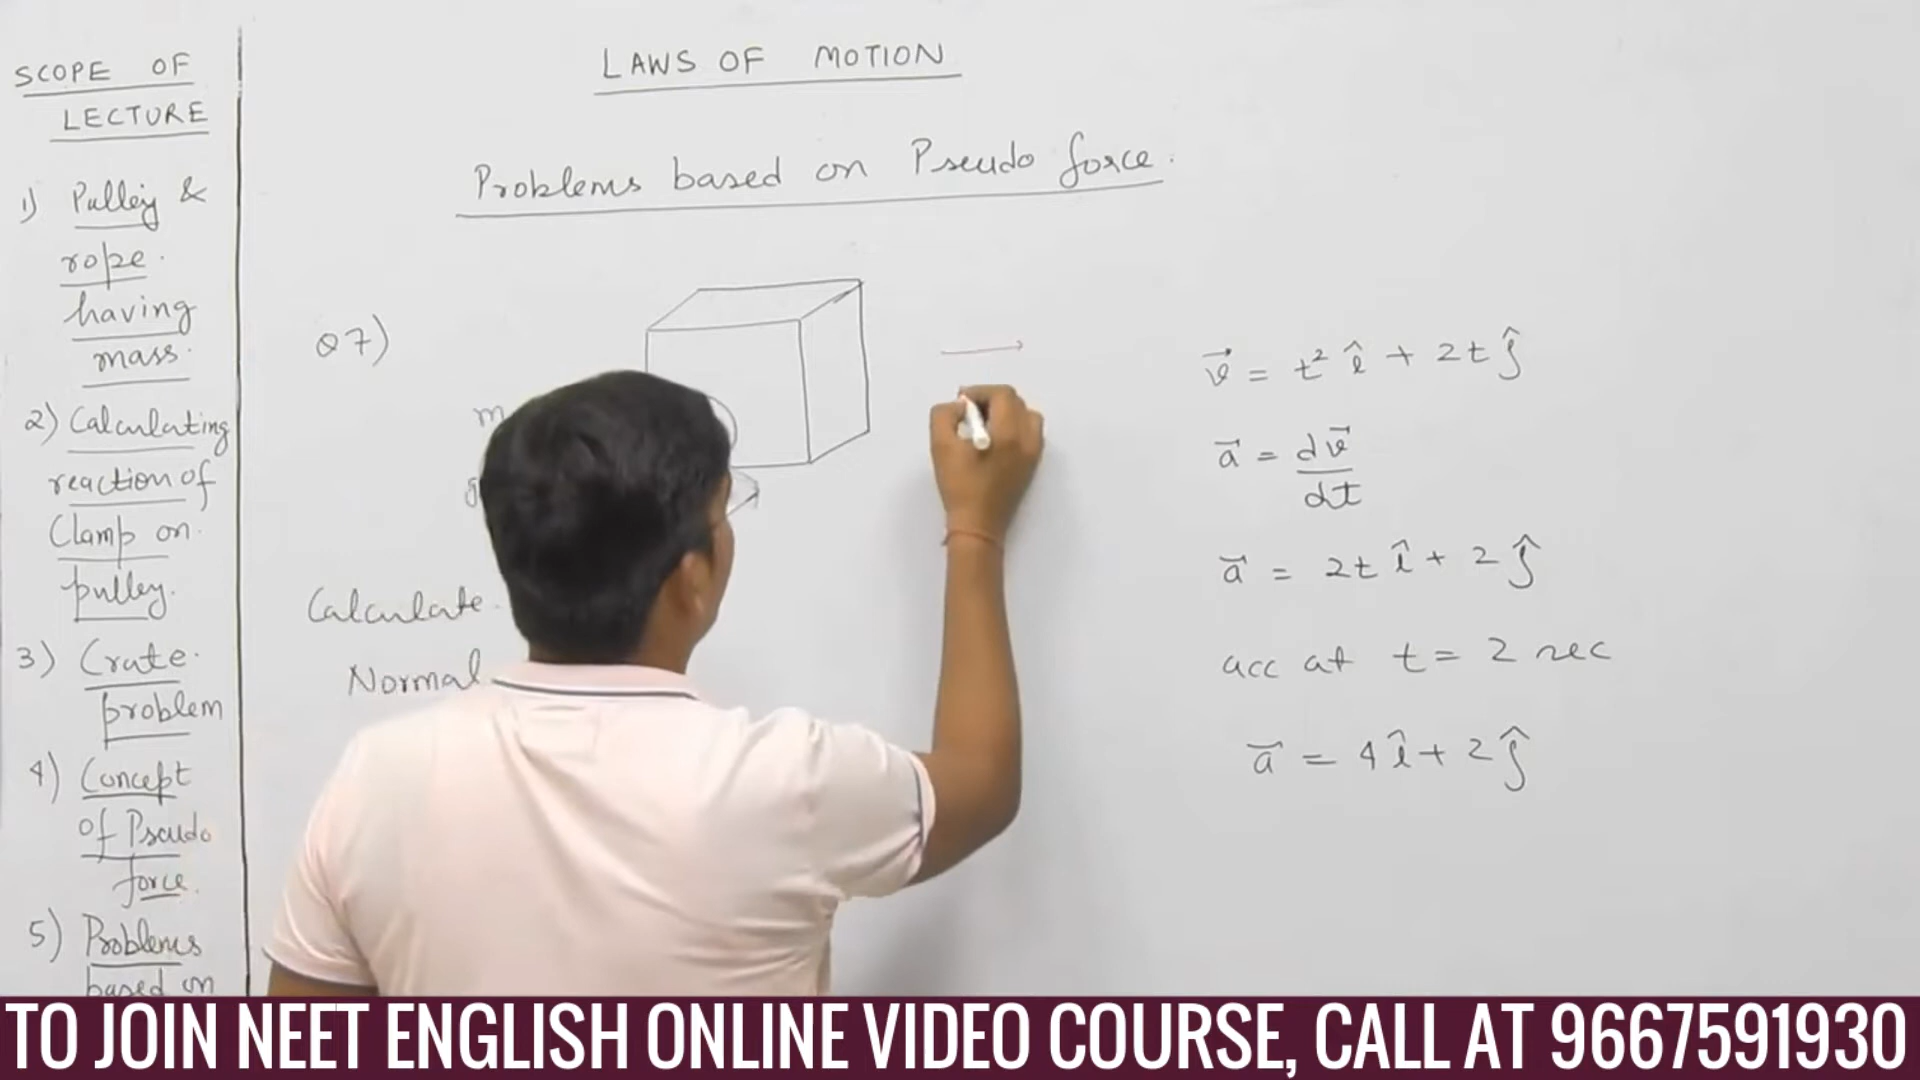 SCOPE OF
LECTURE
1) Pulley &
rope.
having
mass.
2) Calculating
reaction of
Clamp on.
pulley.
3) Crate.
problem
4) Concept
of Pseudo
force.
5) Problems
based on
LAWS OF MOTION
Problems based on Pseudo force.
Q7)
m
Calculate
Normal
v⃗ = t² î + 2t ĵ
a⃗ = dv⃗/dt
a⃗ = 2t î + 2 ĵ
acc at t = 2 sec
a⃗ = 4 î + 2 ĵ
TO JOIN NEET ENGLISH ONLINE VIDEO COURSE, CALL AT 9667591930